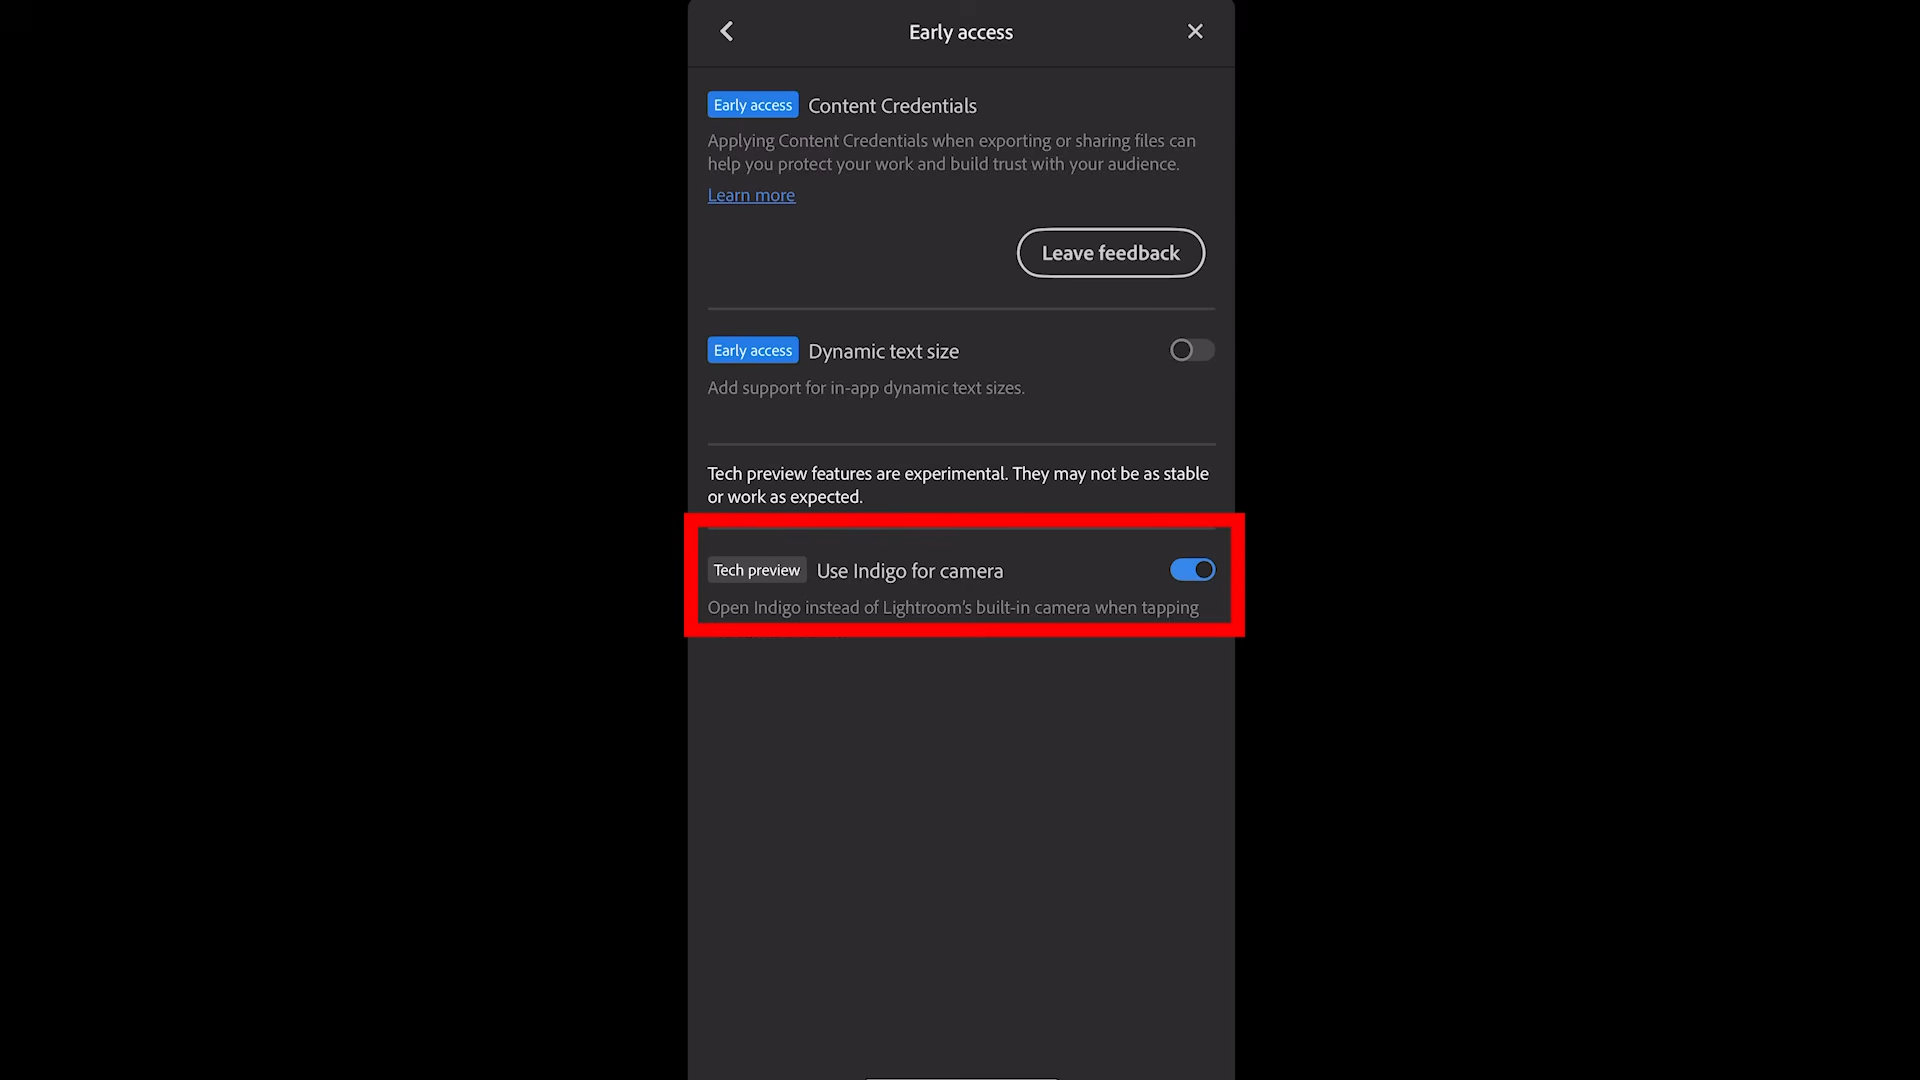 Early access
Early access Content Credentials
Applying Content Credentials when exporting or sharing files can
help you protect your work and build trust with your audience.
Learn more
Leave feedback
Early access Dynamic text size
Add support for in-app dynamic text sizes.
Tech preview features are experimental. They may not be as stable
or work as expected.
Tech preview Use Indigo for camera
Open Indigo instead of Lightroom's built-in camera when tapping